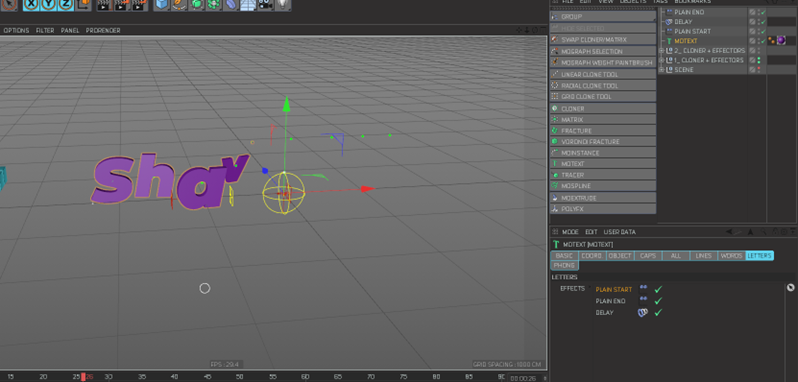 FILE EDIT VIEW OBJECTS TAGS BOOKMARKS
OPTIONS FILTER PANEL PRORENDER
GROUP
SWAP CLONER/MATRIX
MOGRAPH SELECTION
MOGRAPH WEIGHT PAINTBRUSH
LINEAR CLONE TOOL
RADIAL CLONE TOOL
GRID CLONE TOOL
CLONER
MATRIX
FRACTURE
VORONOI FRACTURE
MOINSTANCE
MOTEXT
TRACER
MOSPLINE
MOEXTRUDE
POLYFX
PLAIN END
DELAY
PLAIN START
MOTEXT
2_ CLONER + EFFECTORS
1_ CLONER + EFFECTORS
SCENE
Shay
MODE EDIT USER DATA
MOTEXT [MOTEXT]
BASIC COORD. OBJECT CAPS ALL LINES WORDS LETTERS
PHONG
LETTERS
EFFECTS PLAIN START
PLAIN END
DELAY
FPS : 29.4
GRID SPACING : 1000 CM
15 20 25 26 30 35 40 45 50 55 60 65 70 75 80 85 90
00:00:26